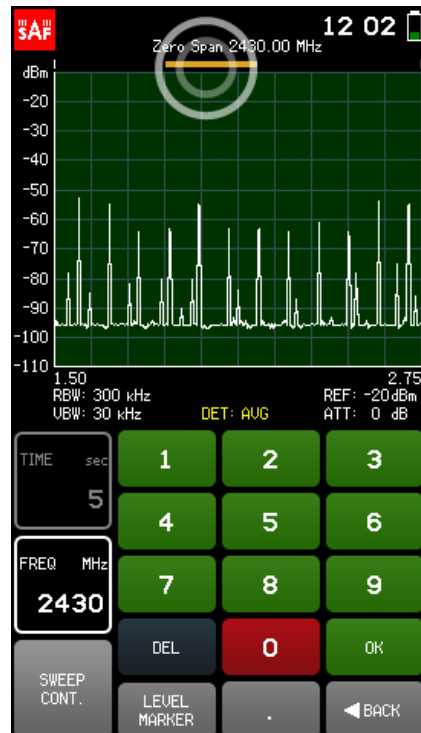 SAF
12 02
Zero Span 2430.00 MHz
dBm
-20
-30
-40
-50
-60
-70
-80
-90
-100
-110
1.50 2.75
RBW: 300 кHz REF: -20dBm
VBW: 30 кHz DET: AVG ATT: 0 dB
TIME sec
5
1 2 3
4 5 6
FREQ MHz
2430
7 8 9
DEL 0 OK
SWEEP
CONT.
LEVEL
MARKER
. BACK